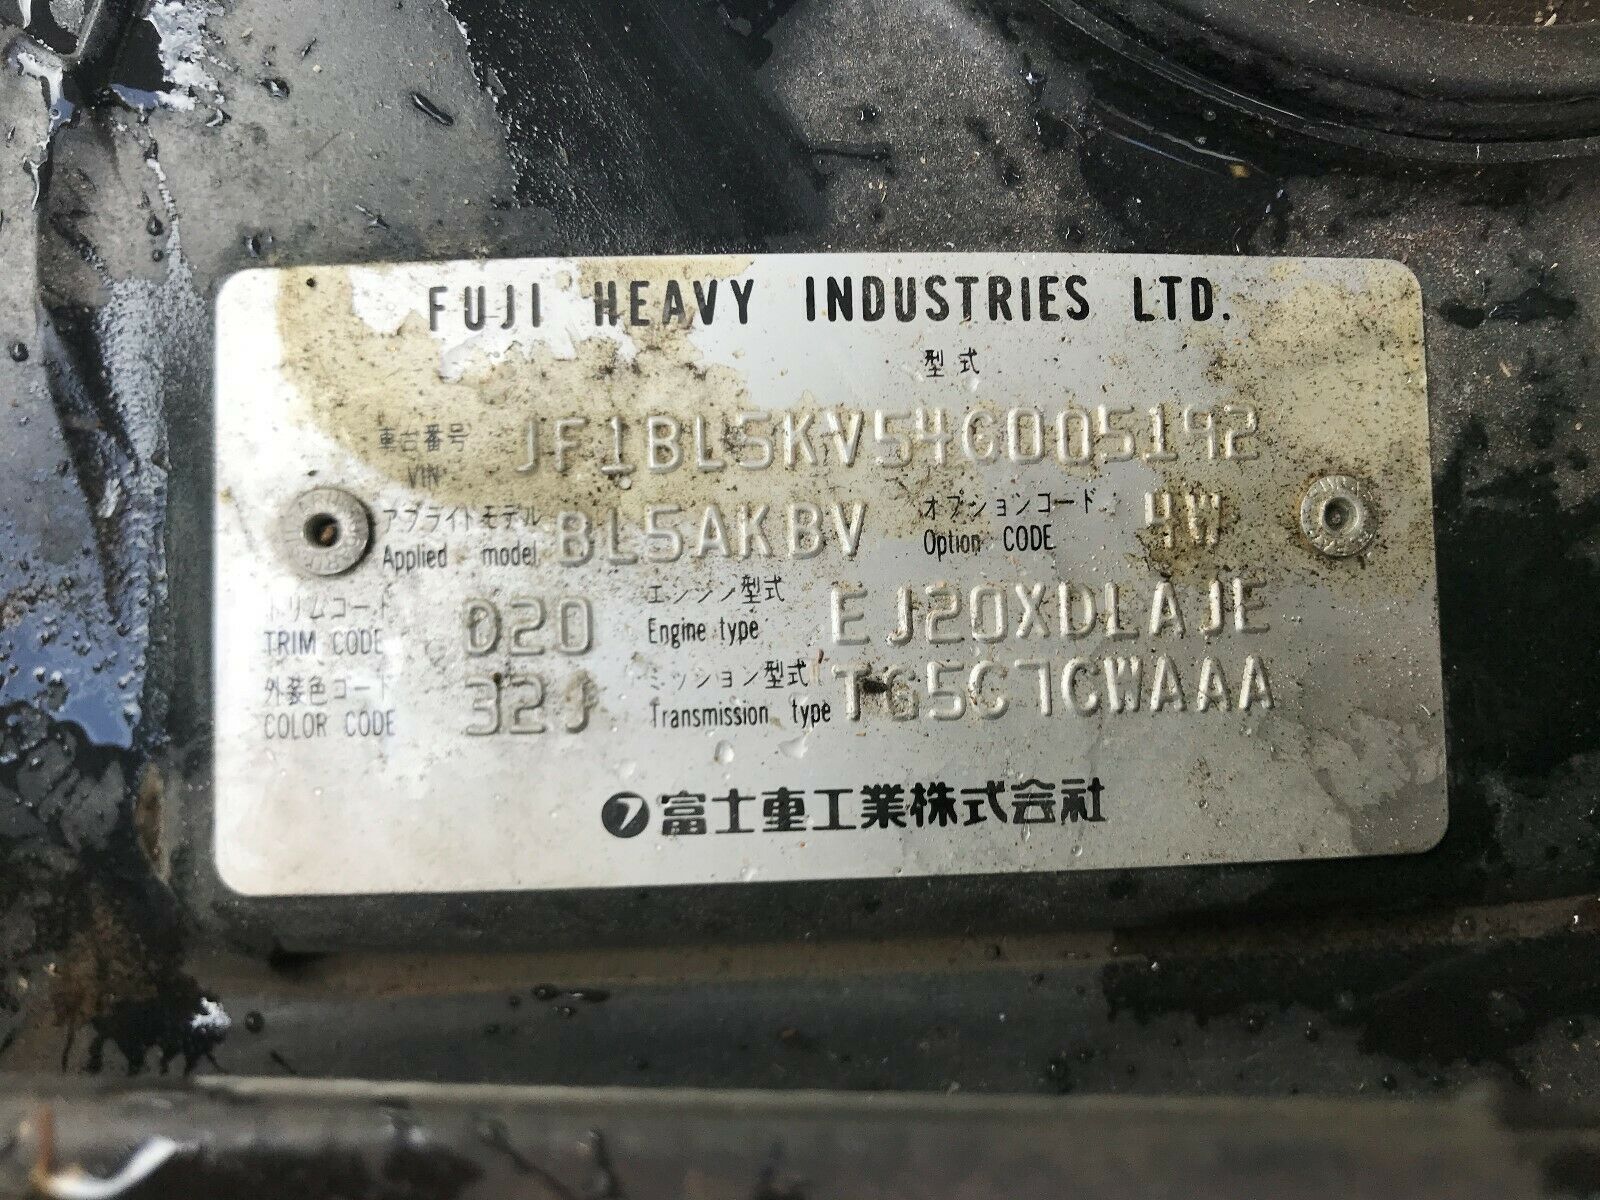 FUJI HEAVY INDUSTRIES LTD.
型式
車台番号 VIN JF1BL5KV54G005192
アプライドモデル Applied model BL5AKBV オプションコード Option CODE 4W
トリムコード TRIM CODE D20 エンジン型式 Engine type EJ20XDLAJE
外装色コード COLOR CODE 32J ミッション型式 Transmission type TG5C7CWAAA
富士重工業株式会社